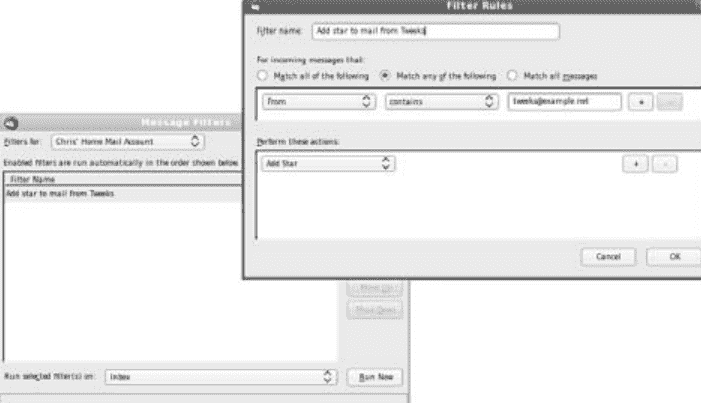 Filter Rules
Filter name: Add star to mail from Tweeks
For incoming messages that:
Match all of the following Match any of the following Match all messages
from contains tweeks@example.net + -
Perform these actions:
Add Star + -
Cancel OK
Message Filters
Filters for: Chris' Home Mail Account
Enabled filters are run automatically in the order shown below
Filter Name
Add star to mail from Tweeks
Move Up
Move Down
Run selected filter(s) on: Inbox Run Now